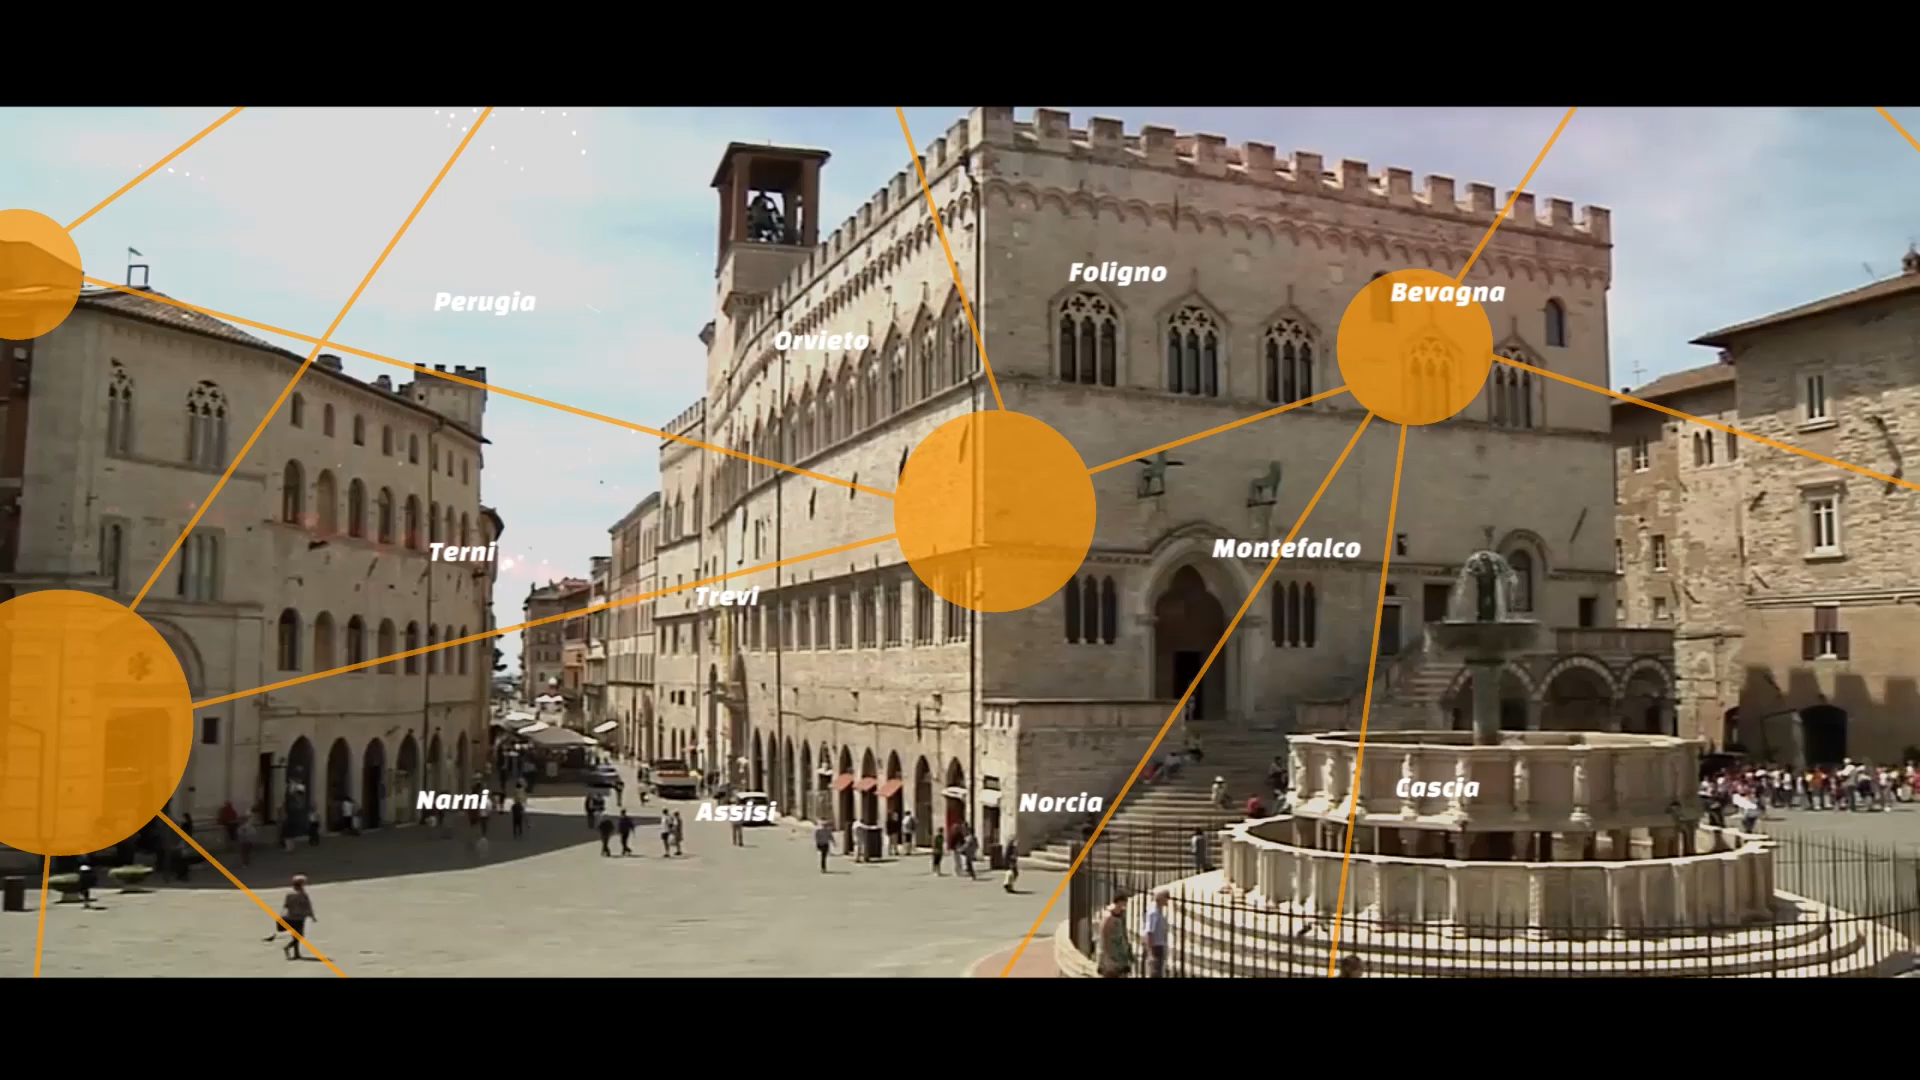 Perugia
Orvieto
Foligno
Bevagna
Terni
Trevi
Montefalco
Narni
Assisi
Norcia
Cascia